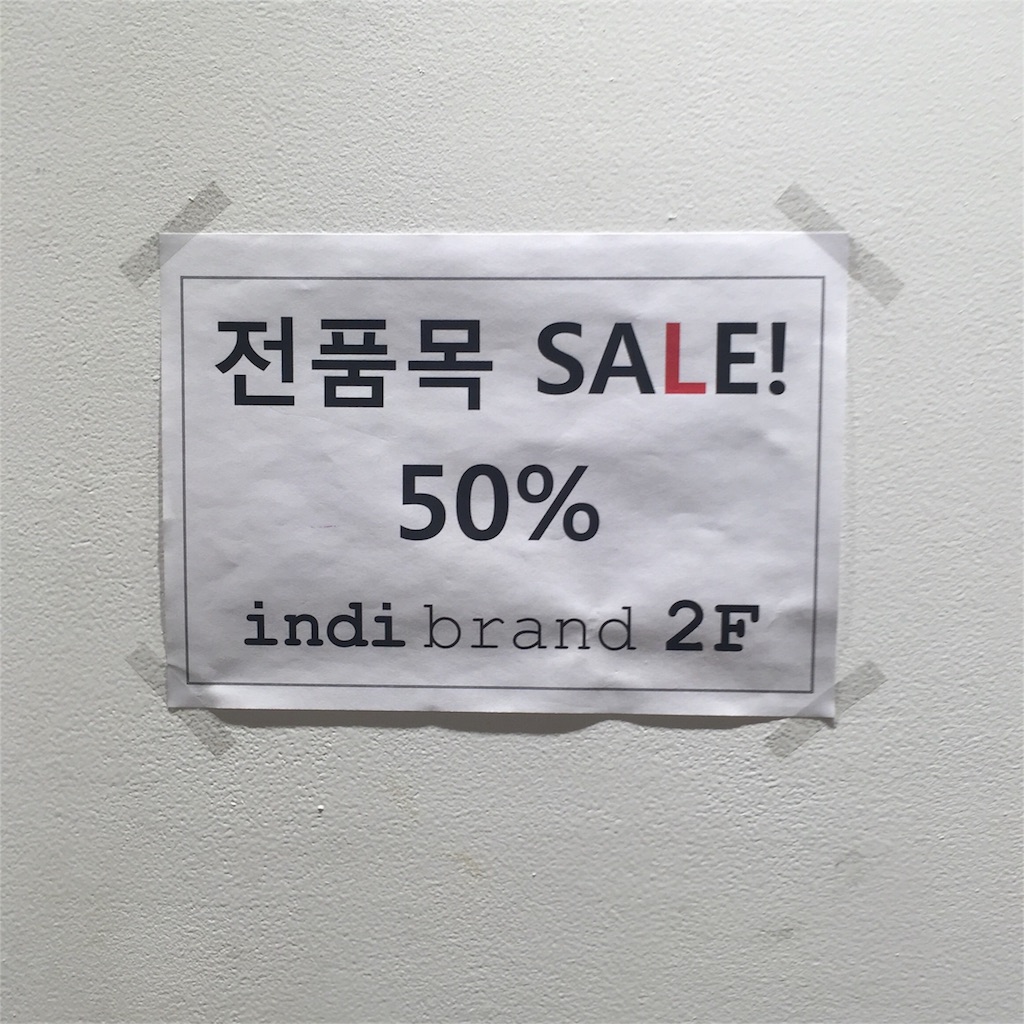 전품목 SALE!
50%
indi brand 2F